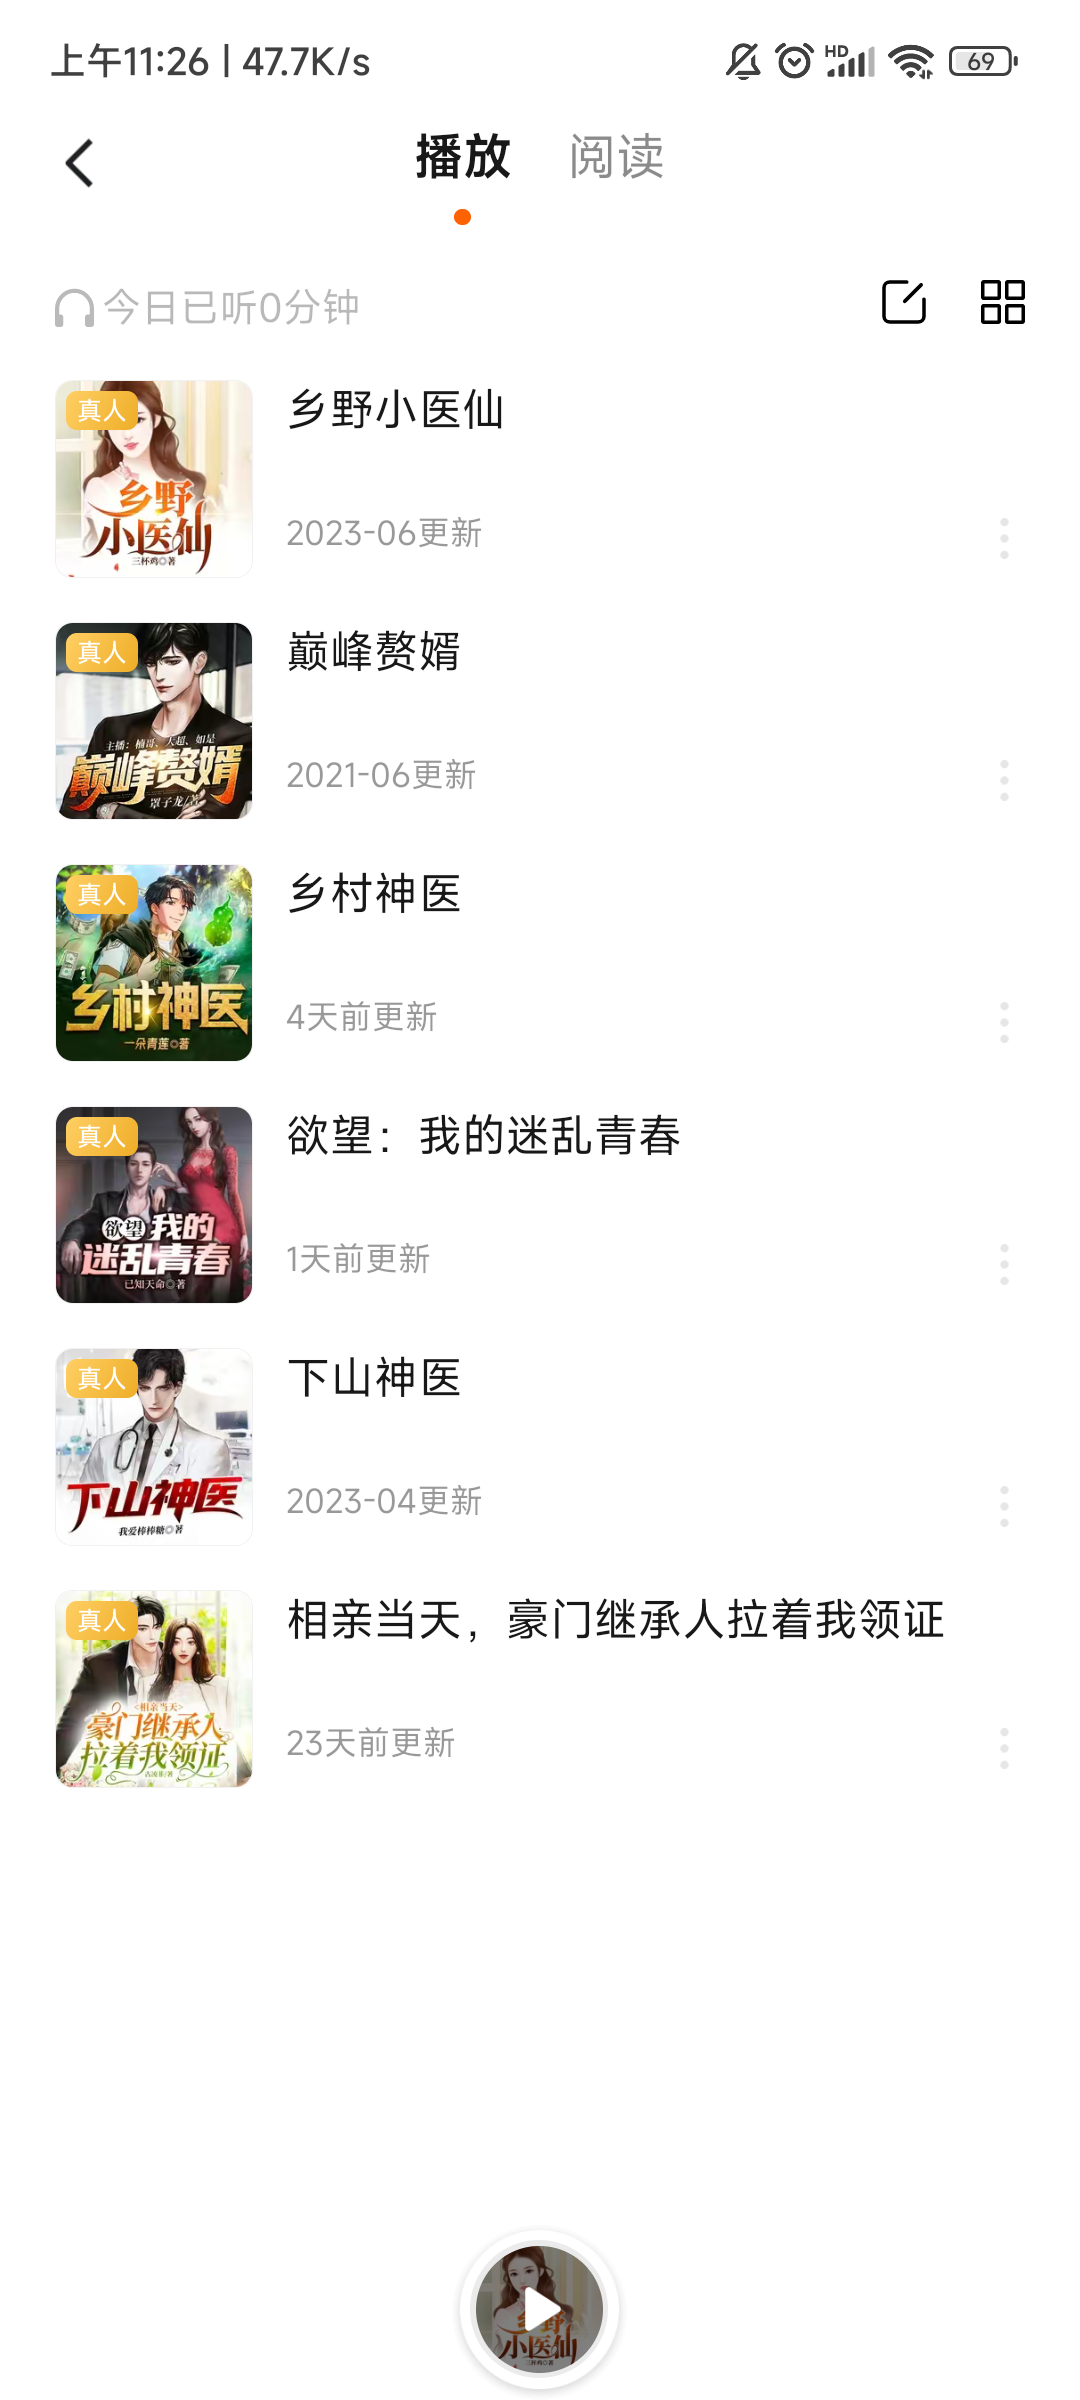 上午11:26 | 47.7K/s
HD
69
播放 阅读
今日已听0分钟
真人
乡野
小医仙
三杯鸡◎著
乡野小医仙
2023-06更新
真人
主播：楠哥、大超、如是
巅峰赘婿
覃子龙/著
巅峰赘婿
2021-06更新
真人
乡村神医
一朵青莲◎著
乡村神医
4天前更新
真人
欲望 我的
迷乱青春
已知天命◎著
欲望：我的迷乱青春
1天前更新
真人
下山神医
我爱棒棒糖◎著
下山神医
2023-04更新
真人
<相亲当天>
豪门继承人
拉着我领证
相亲当天，豪门继承人拉着我领证
23天前更新
乡野
小医仙